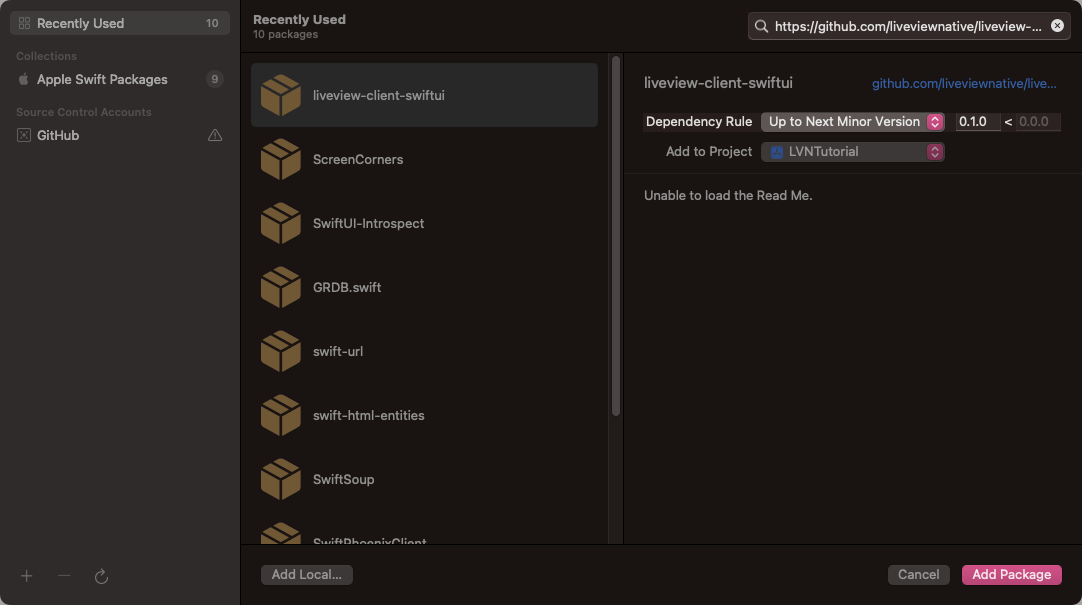 Recently Used 10
Collections
Apple Swift Packages 9
Source Control Accounts
GitHub
Recently Used
10 packages
https://github.com/liveviewnative/liveview-...
liveview-client-swiftui
ScreenCorners
SwiftUI-Introspect
GRDB.swift
swift-url
swift-html-entities
SwiftSoup
SwiftPhoenixClient
liveview-client-swiftui github.com/liveviewnative/live...
Dependency Rule Up to Next Minor Version 0.1.0 < 0.0.0
Add to Project LVNTutorial
Unable to load the Read Me.
Add Local... Cancel Add Package